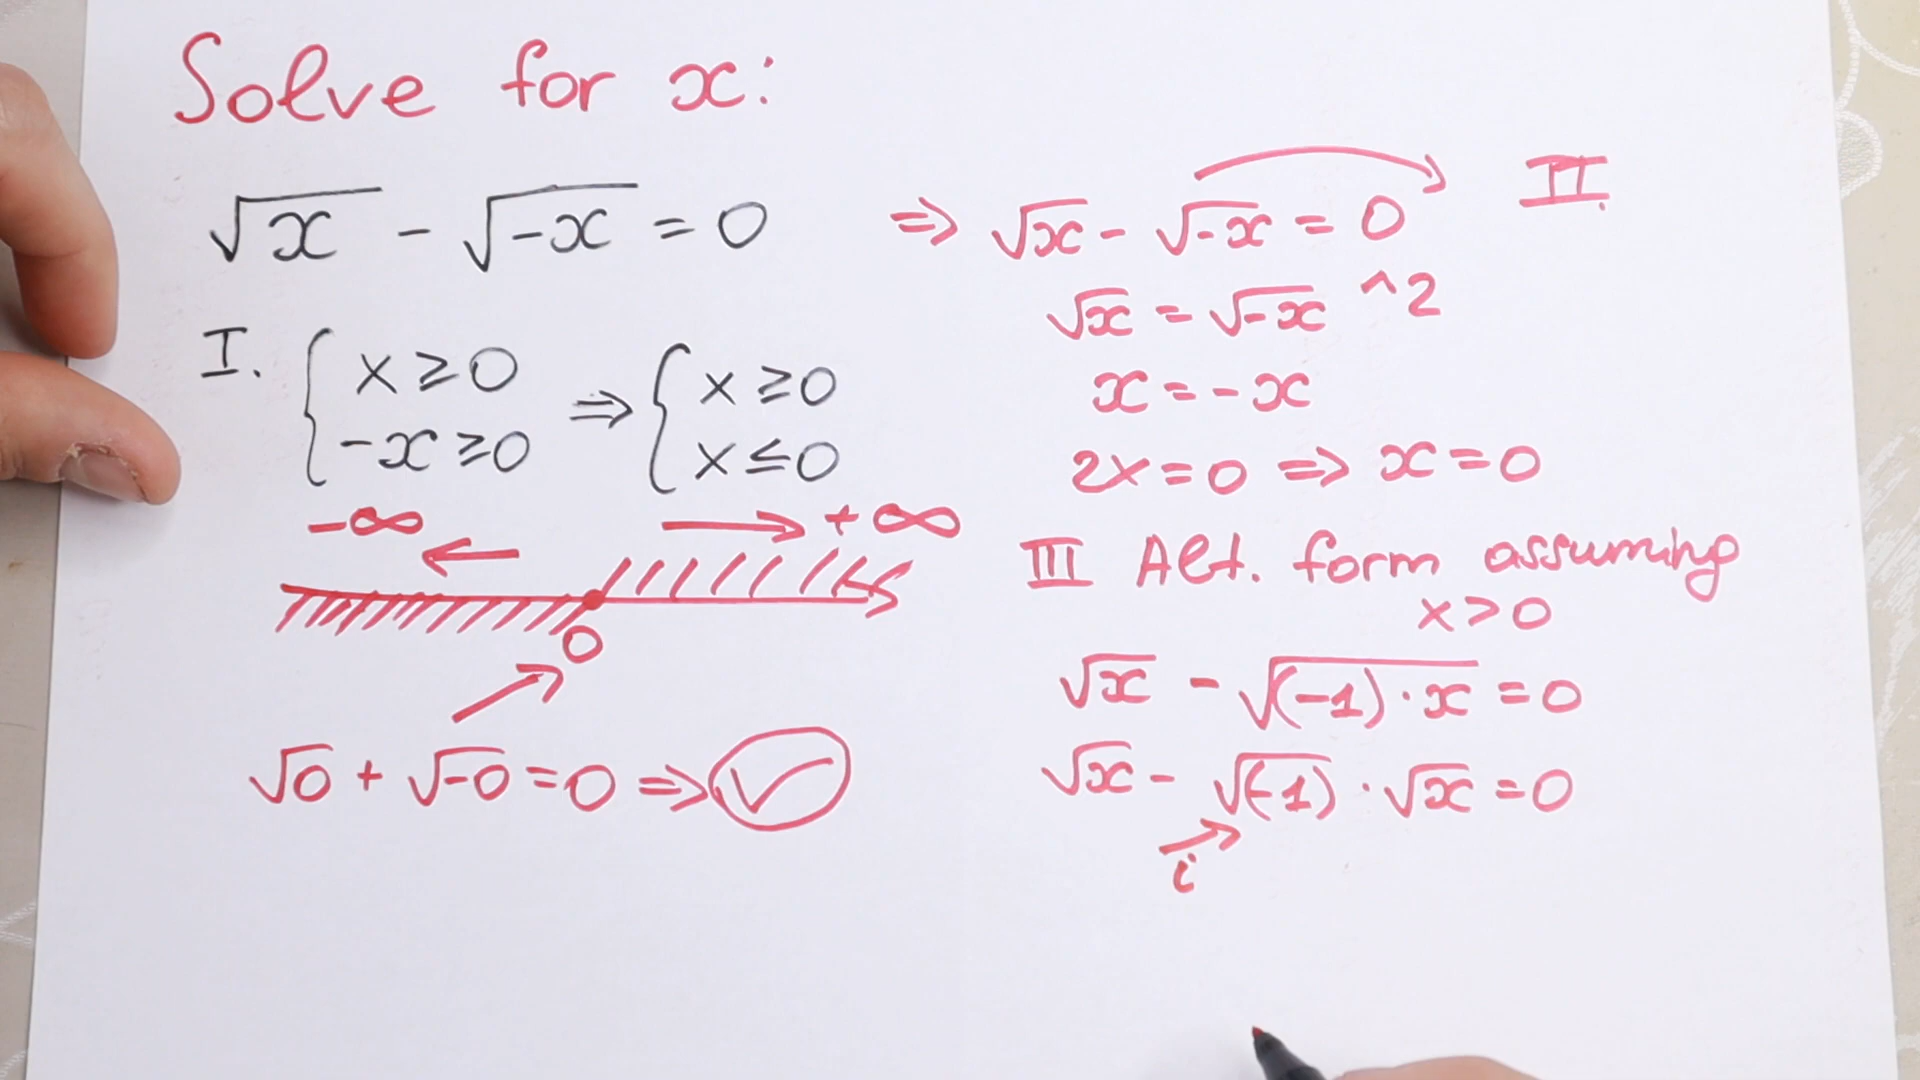 Solve for x:
√x - √-x = 0
I. { x ≥ 0
-x ≥ 0
⇒ { x ≥ 0
x ≤ 0
-∞ ← → +∞
0
√0 + √-0 = 0 ⇒ ✓
II.
⇒ √x - √-x = 0
√x = √-x ^2
x = -x
2x = 0 ⇒ x = 0
III Alt. form assuming
x > 0
√x - √(-1)·x = 0
√x - √(-1) · √x = 0
i